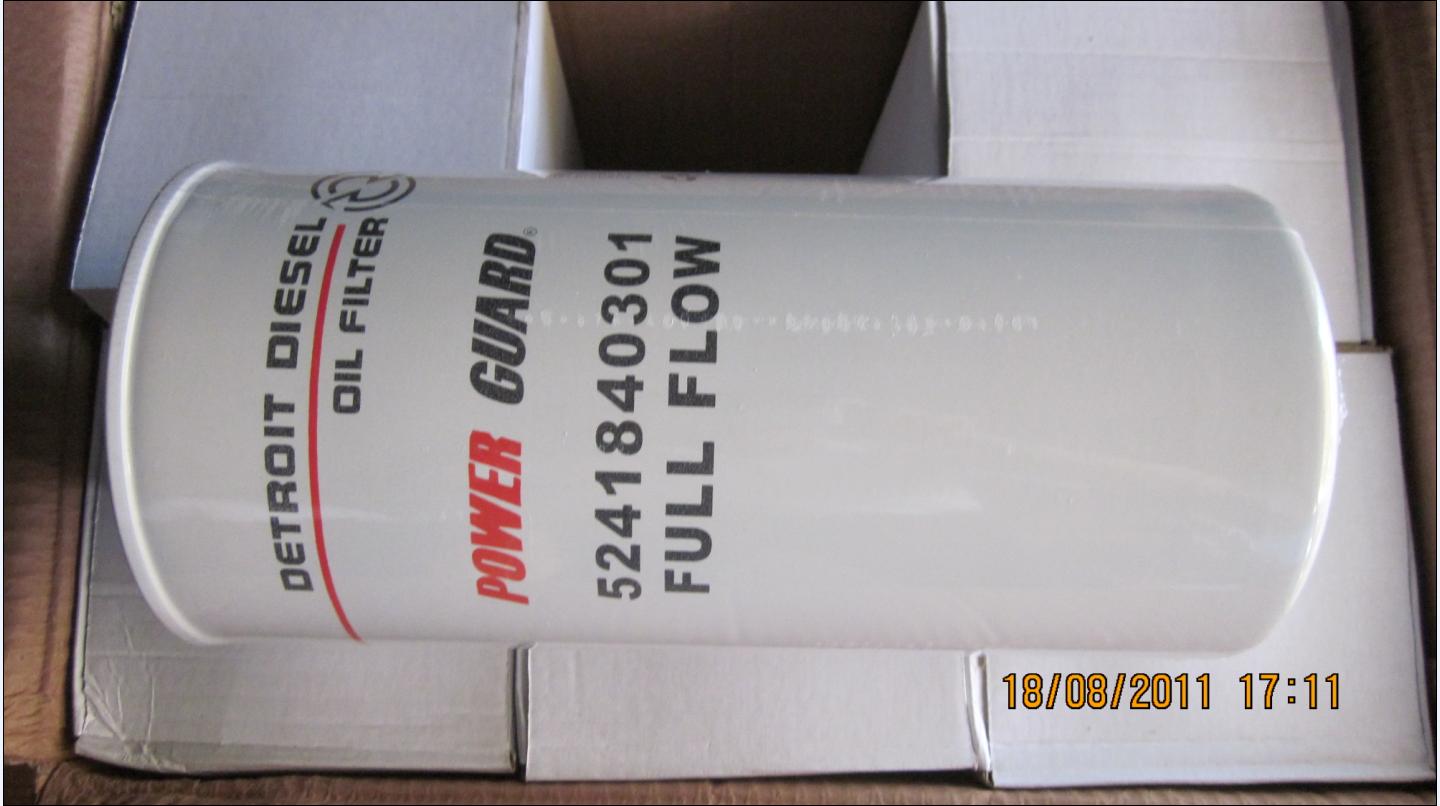 DETROIT DIESEL
OIL FILTER
POWER GUARD®
5241840301
FULL FLOW
18/08/2011 17:11